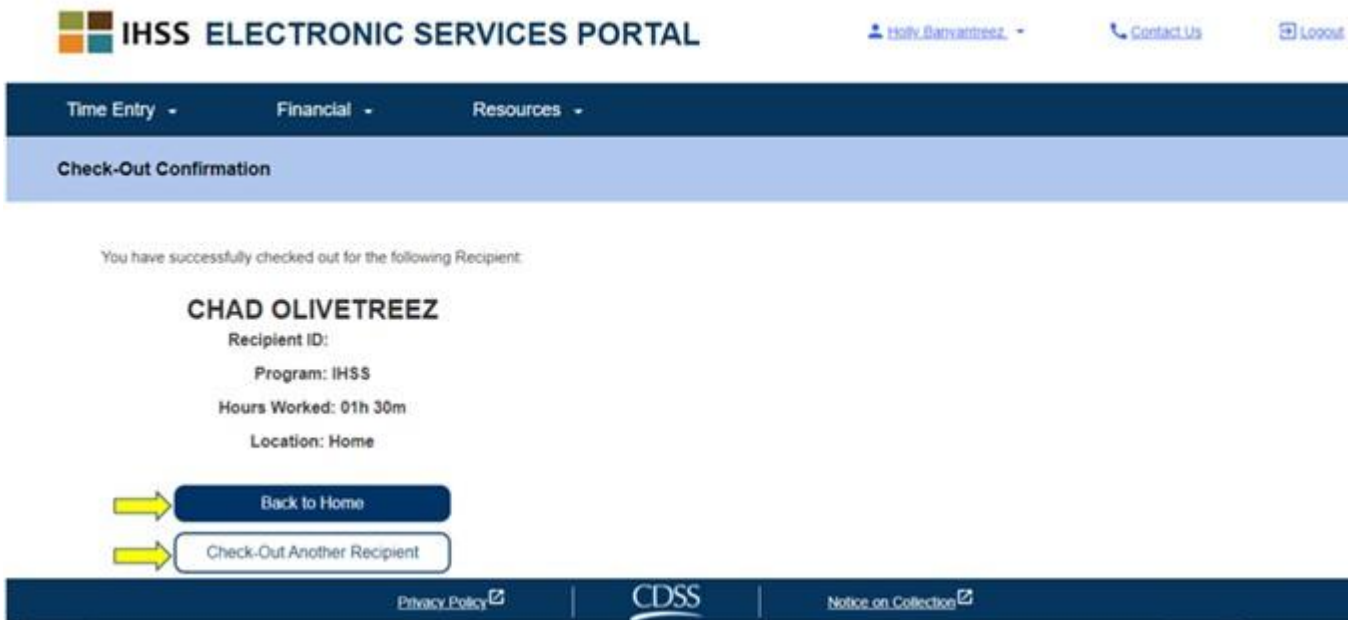 IHSS ELECTRONIC SERVICES PORTAL
Holly Banyantreez
Contact Us
Logout
Time Entry
Financial
Resources
Check-Out Confirmation
You have successfully checked out for the following Recipient:
CHAD OLIVETREEZ
Recipient ID:
Program: IHSS
Hours Worked: 01h 30m
Location: Home
Back to Home
Check-Out Another Recipient
Privacy Policy
CDSS
Notice on Collection